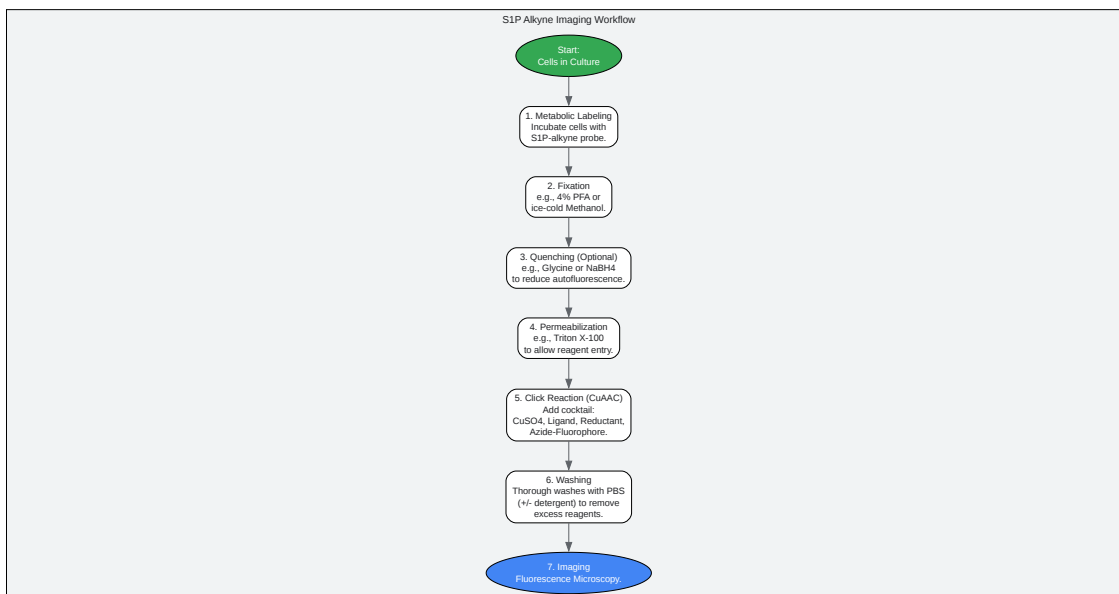 S1P Alkyne Imaging Workflow
Start:
Cells in Culture
1. Metabolic Labeling
Incubate cells with
S1P-alkyne probe.
2. Fixation
e.g., 4% PFA or
ice-cold Methanol.
3. Quenching (Optional)
e.g., Glycine or NaBH4
to reduce autofluorescence.
4. Permeabilization
e.g., Triton X-100
to allow reagent entry.
5. Click Reaction (CuAAC)
Add cocktail:
CuSO4, Ligand, Reductant,
Azide-Fluorophore.
6. Washing
Thorough washes with PBS
(+/- detergent) to remove
excess reagents.
7. Imaging
Fluorescence Microscopy.